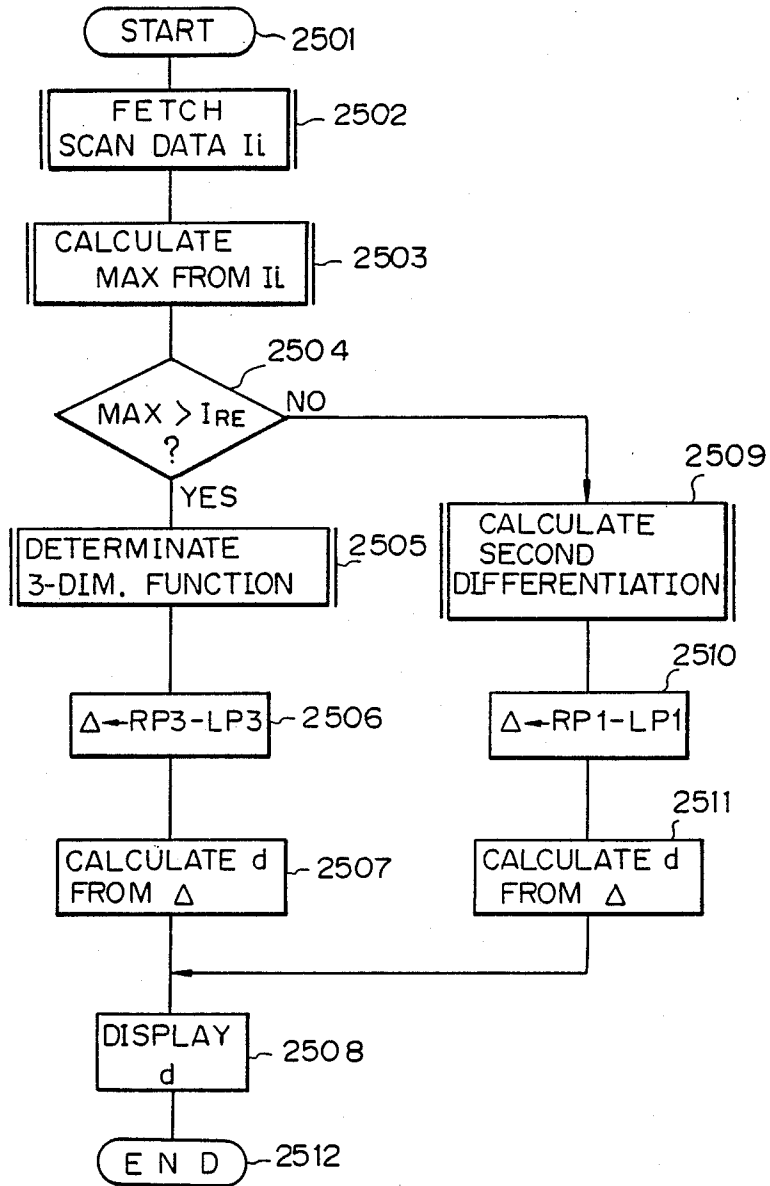 START
2501
FETCH
SCAN DATA Ii
2502
CALCULATE
MAX FROM Ii
2503
2504
MAX > IRE
?
NO
YES
DETERMINATE
3-DIM. FUNCTION
2505
2509
CALCULATE
SECOND
DIFFERENTIATION
Δ←RP3-LP3
2506
2510
Δ←RP1-LP1
CALCULATE d
FROM Δ
2507
2511
CALCULATE d
FROM Δ
DISPLAY
d
2508
END
2512